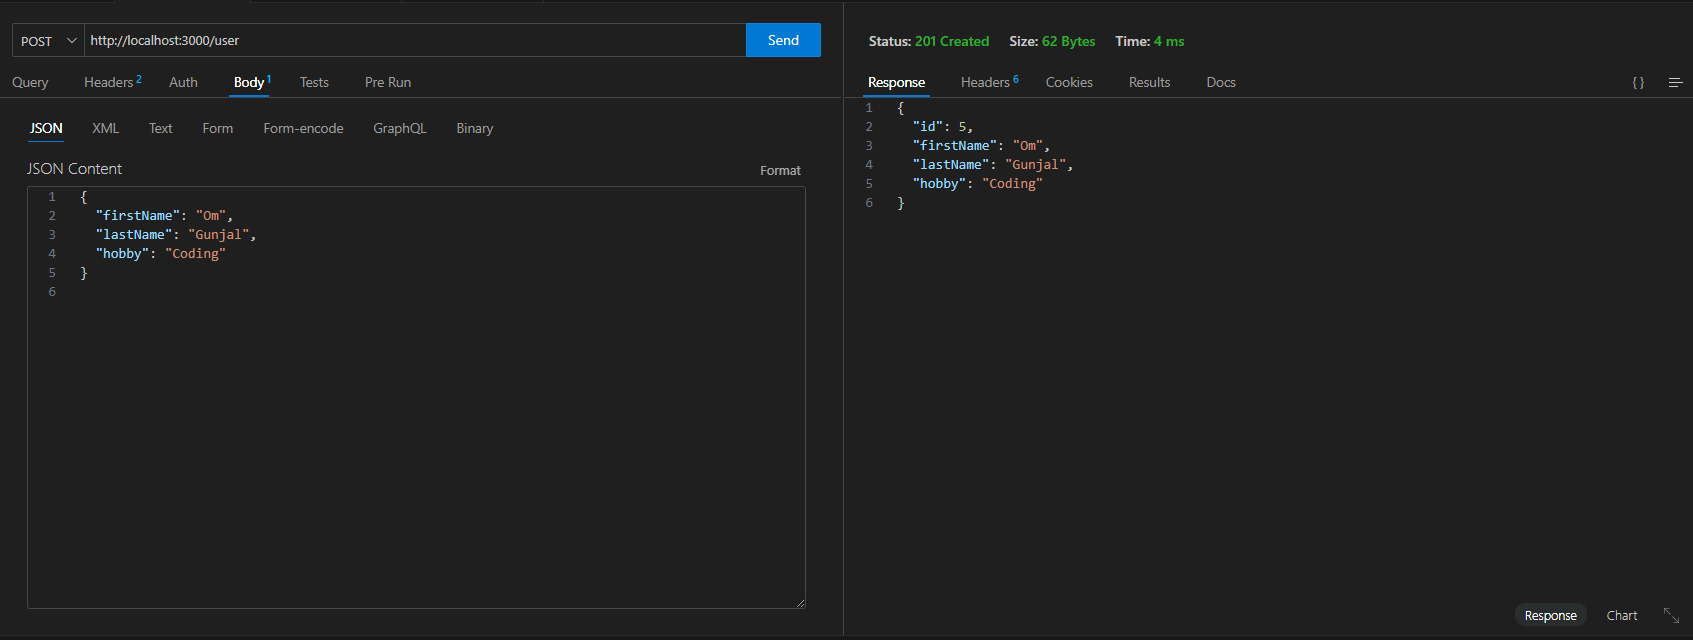 POST http://localhost:3000/user Send
Query Headers 2 Auth Body 1 Tests Pre Run
JSON XML Text Form Form-encode GraphQL Binary
JSON Content Format
1 {
2 "firstName": "Om",
3 "lastName": "Gunjal",
4 "hobby": "Coding"
5 }
6
Status: 201 Created Size: 62 Bytes Time: 4 ms
Response Headers 6 Cookies Results Docs {}
1 {
2 "id": 5,
3 "firstName": "Om",
4 "lastName": "Gunjal",
5 "hobby": "Coding"
6 }
Response Chart